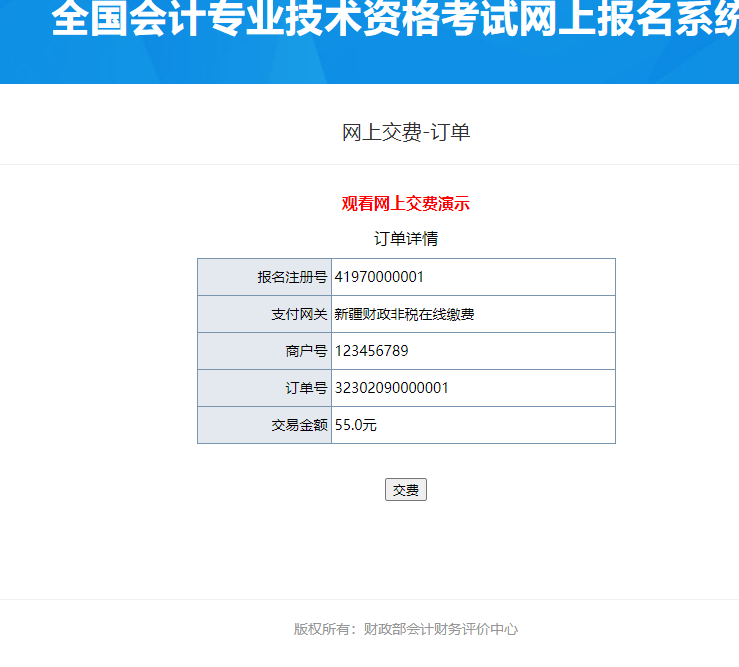 全国会计专业技术资格考试网上报名系统
网上交费-订单
观看网上交费演示
订单详情
报名注册号 41970000001
支付网关 新疆财政非税在线缴费
商户号 123456789
订单号 32302090000001
交易金额 55.0元
交费
版权所有：财政部会计财务评价中心